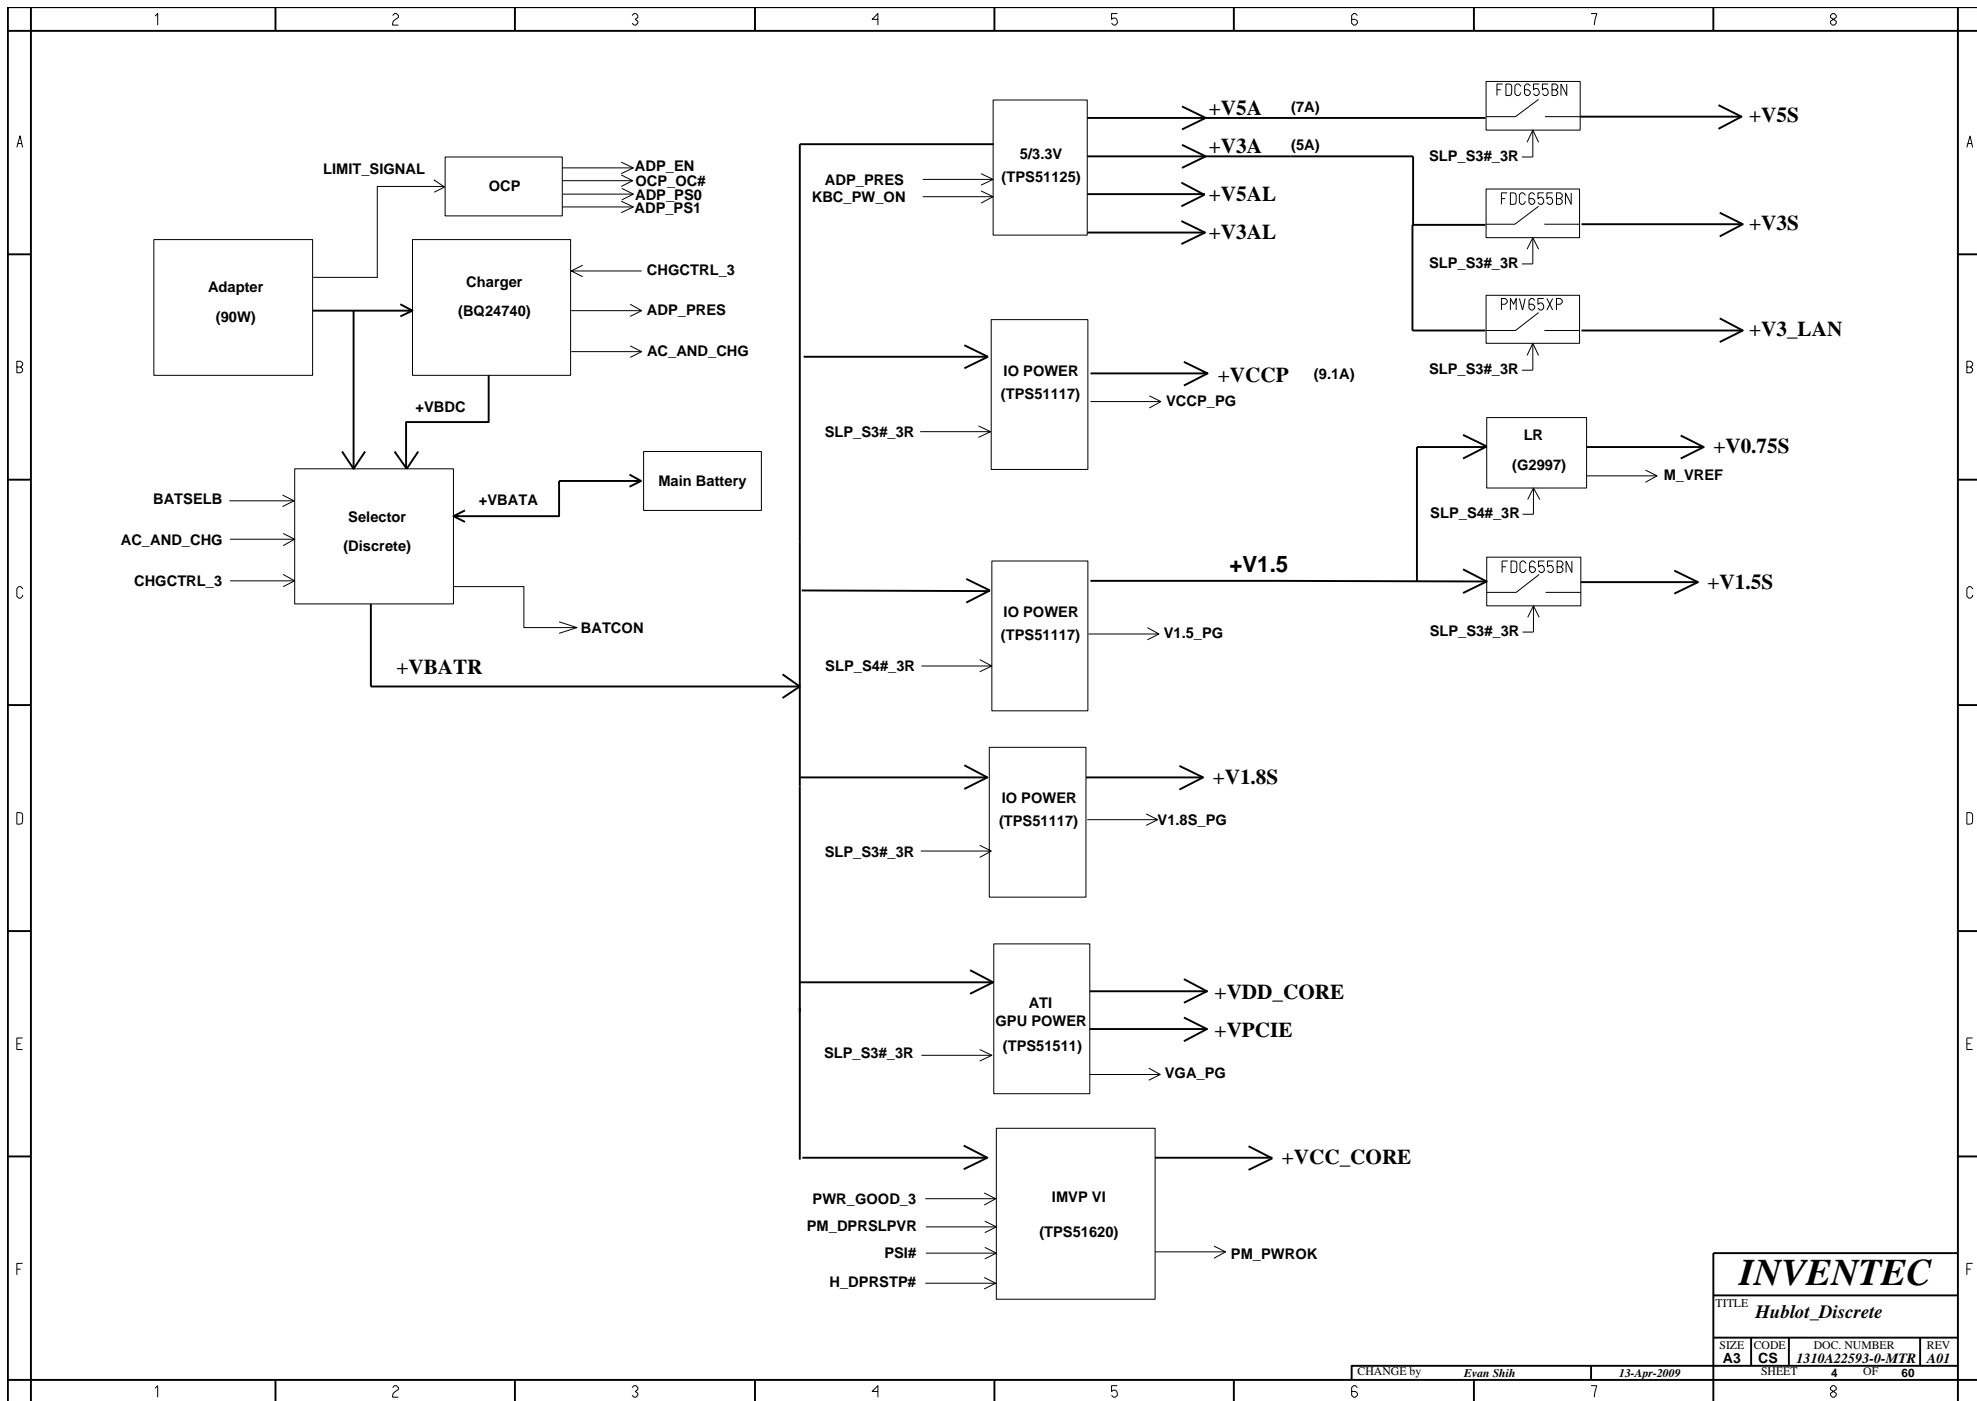 1 2 3 4 5 6 7 8
A
B
C
D
E
F
A
B
C
D
E
F
LIMIT_SIGNAL
OCP
ADP_EN
OCP_OC#
ADP_PS0
ADP_PS1
Adapter
(90W)
Charger
(BQ24740)
CHGCTRL_3
ADP_PRES
AC_AND_CHG
+VBDC
BATSELB
AC_AND_CHG
CHGCTRL_3
Selector
(Discrete)
+VBATA
Main Battery
BATCON
+VBATR
ADP_PRES
KBC_PW_ON
5/3.3V
(TPS51125)
+V5A (7A)
+V3A (5A)
+V5AL
+V3AL
FDC655BN
SLP_S3#_3R
+V5S
FDC655BN
SLP_S3#_3R
+V3S
PMV65XP
SLP_S3#_3R
+V3_LAN
SLP_S3#_3R
IO POWER
(TPS51117)
+VCCP (9.1A)
VCCP_PG
LR
(G2997)
SLP_S4#_3R
+V0.75S
M_VREF
SLP_S4#_3R
IO POWER
(TPS51117)
+V1.5
V1.5_PG
FDC655BN
SLP_S3#_3R
+V1.5S
SLP_S3#_3R
IO POWER
(TPS51117)
+V1.8S
V1.8S_PG
SLP_S3#_3R
ATI
GPU POWER
(TPS51511)
+VDD_CORE
+VPCIE
VGA_PG
PWR_GOOD_3
PM_DPRSLPVR
PSI#
H_DPRSTP#
IMVP VI
(TPS51620)
+VCC_CORE
PM_PWROK
INVENTEC
TITLE Hublot_Discrete
SIZE CODE DOC. NUMBER REV
A3 CS 1310A22593-0-MTR A01
CHANGE by Evan Shih 13-Apr-2009 SHEET 4 OF 60
1 2 3 4 5 6 7 8